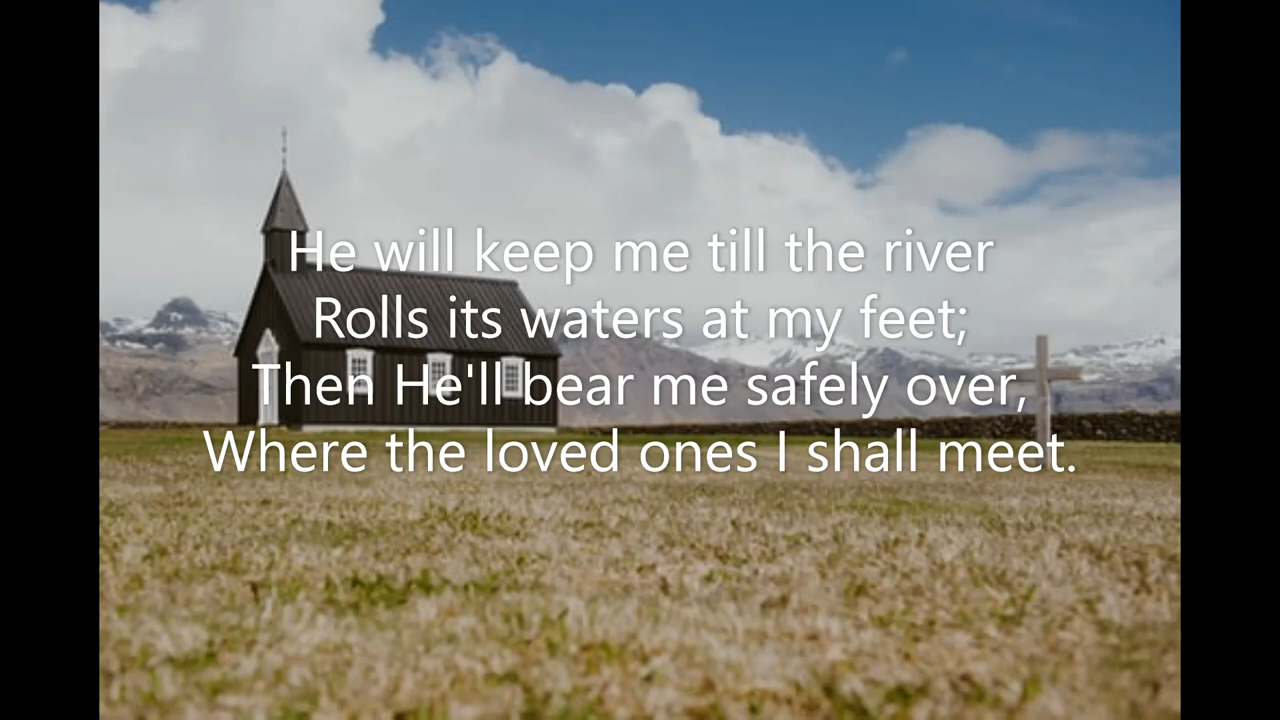 He will keep me till the river
Rolls its waters at my feet;
Then He'll bear me safely over,
Where the loved ones I shall meet.